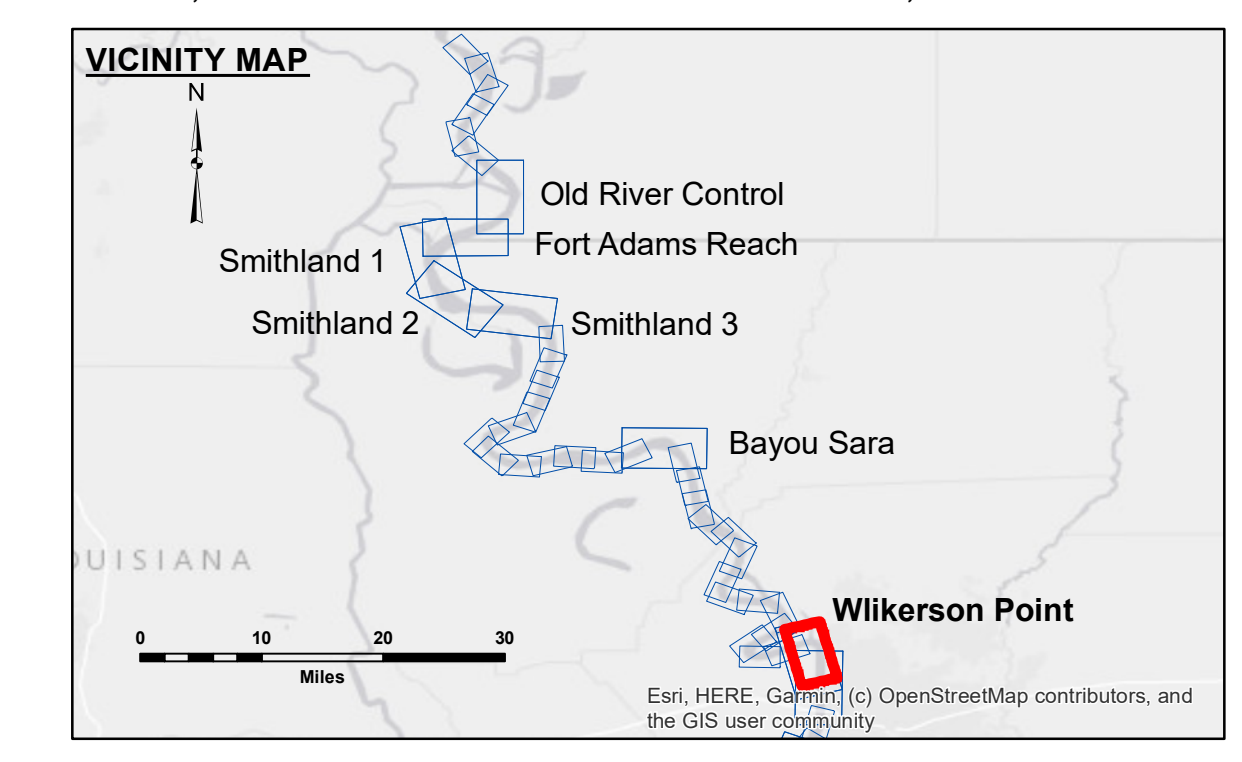 VICINITY MAP
N
Old River Control
Fort Adams Reach
Smithland 1
Smithland 2
Smithland 3
Bayou Sara
OUISIANA
Wlikerson Point
0 10 20 30
Miles
Esri, HERE, Garmin, (c) OpenStreetMap contributors, and
the GIS user community